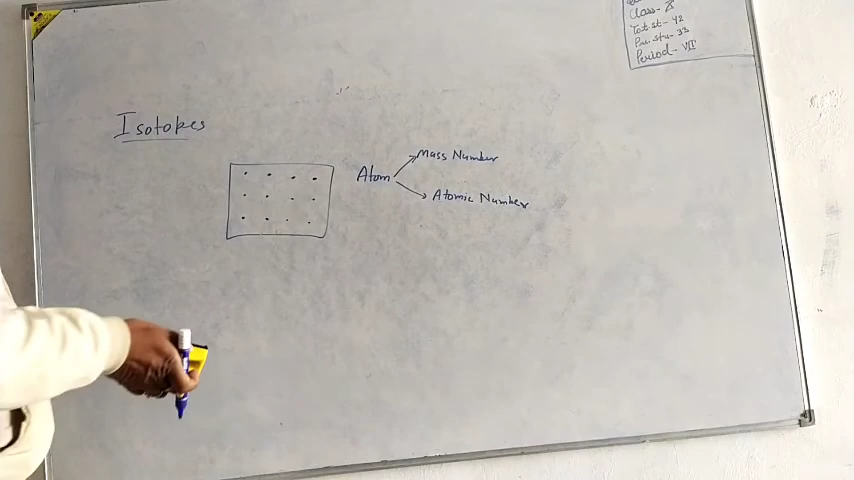 Class- X
Tot. st- 42
Pre. stu- 33
Period- VII
Isotopes
Mass Number
Atom
Atomic Number